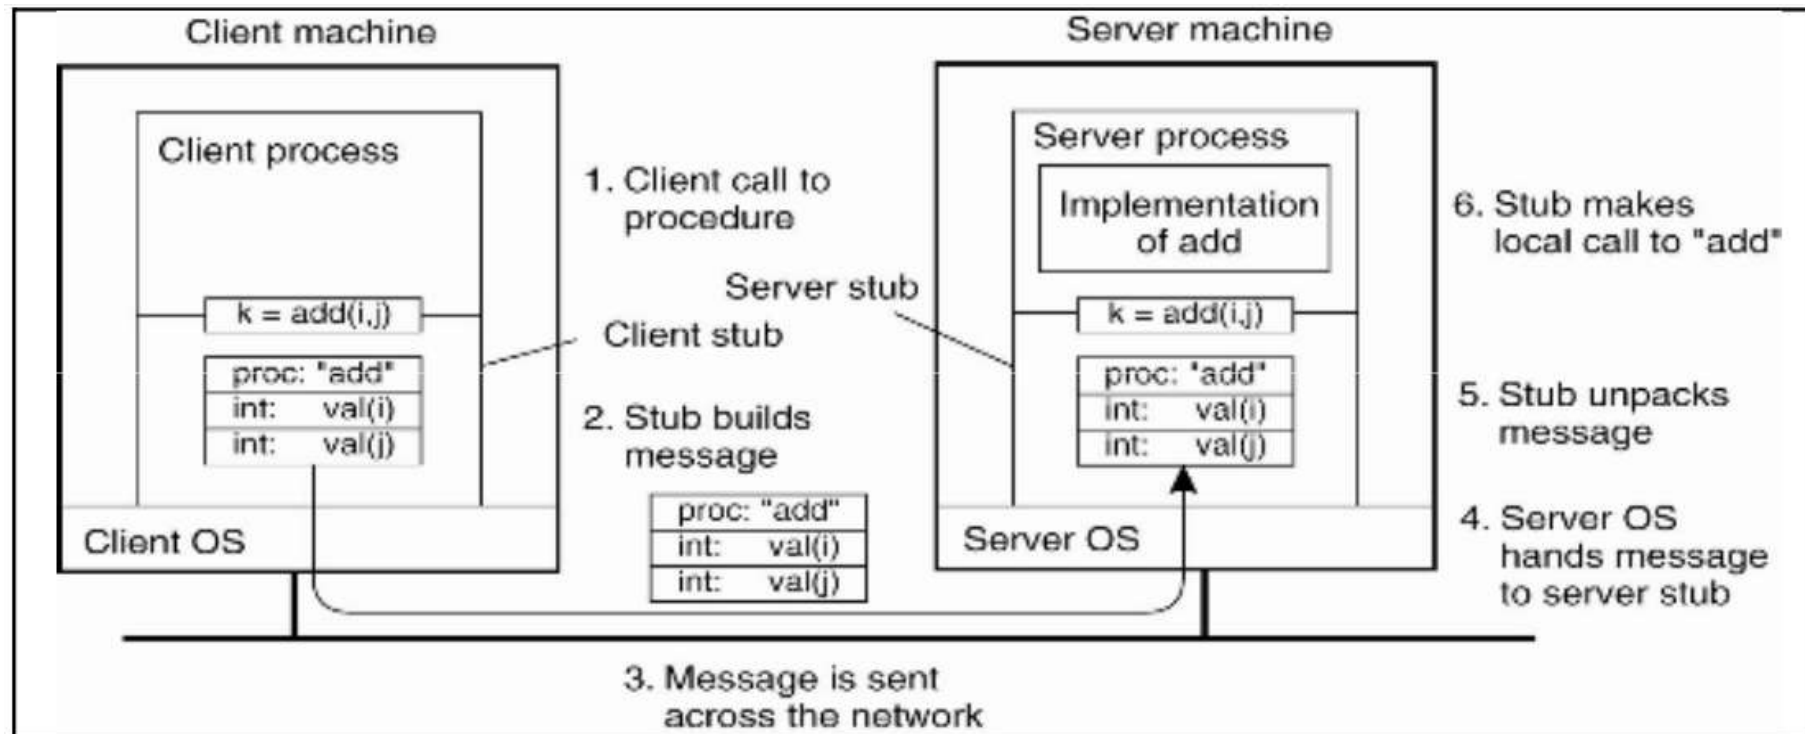 Client machine
Server machine
Client process
1. Client call to
procedure
k = add(i,j)
Client stub
proc: "add"
int: val(i)
int: val(j)
2. Stub builds
message
proc: "add"
int: val(i)
int: val(j)
Client OS
3. Message is sent
across the network
Server process
Implementation
of add
Server stub
k = add(i,j)
proc: "add"
int: val(i)
int: val(j)
Server OS
6. Stub makes
local call to "add"
5. Stub unpacks
message
4. Server OS
hands message
to server stub